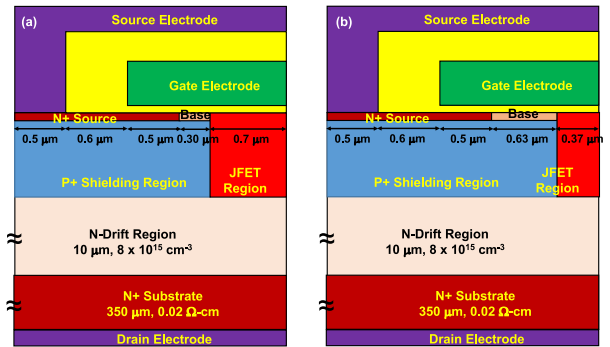 (a)
Source Electrode
Gate Electrode
N+ Source
Base
0.5 μm
0.6 μm
0.5 μm
0.30 μm
0.7 μm
P+ Shielding Region
JFET
Region
N-Drift Region
10 μm, 8 x 10¹⁵ cm⁻³
N+ Substrate
350 μm, 0.02 Ω-cm
Drain Electrode
(b)
Source Electrode
Gate Electrode
N+ Source
Base
0.5 μm
0.6 μm
0.5 μm
0.63 μm
0.37 μm
P+ Shielding Region
JFET
Region
N-Drift Region
10 μm, 8 x 10¹⁵ cm⁻³
N+ Substrate
350 μm, 0.02 Ω-cm
Drain Electrode